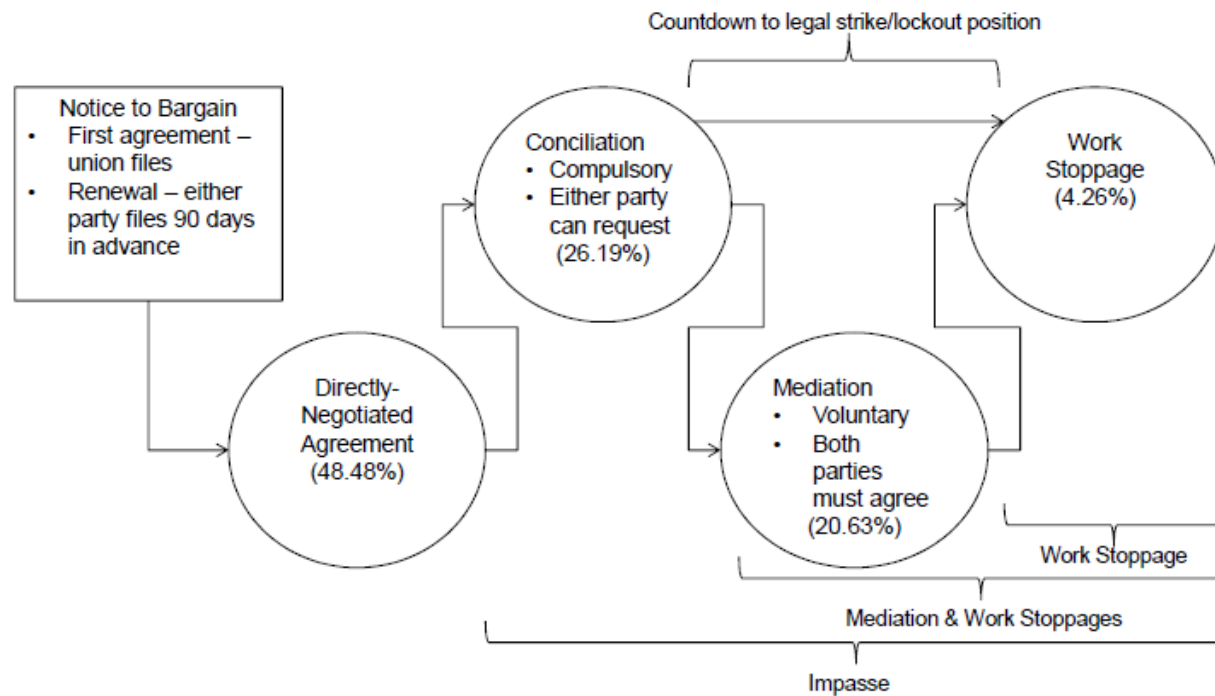 Countdown to legal strike/lockout position
Notice to Bargain
• First agreement –
union files
• Renewal – either
party files 90 days
in advance
Conciliation
• Compulsory
• Either party
can request
(26.19%)
Work
Stoppage
(4.26%)
Directly-
Negotiated
Agreement
(48.48%)
Mediation
• Voluntary
• Both
parties
must agree
(20.63%)
Work Stoppage
Mediation & Work Stoppages
Impasse